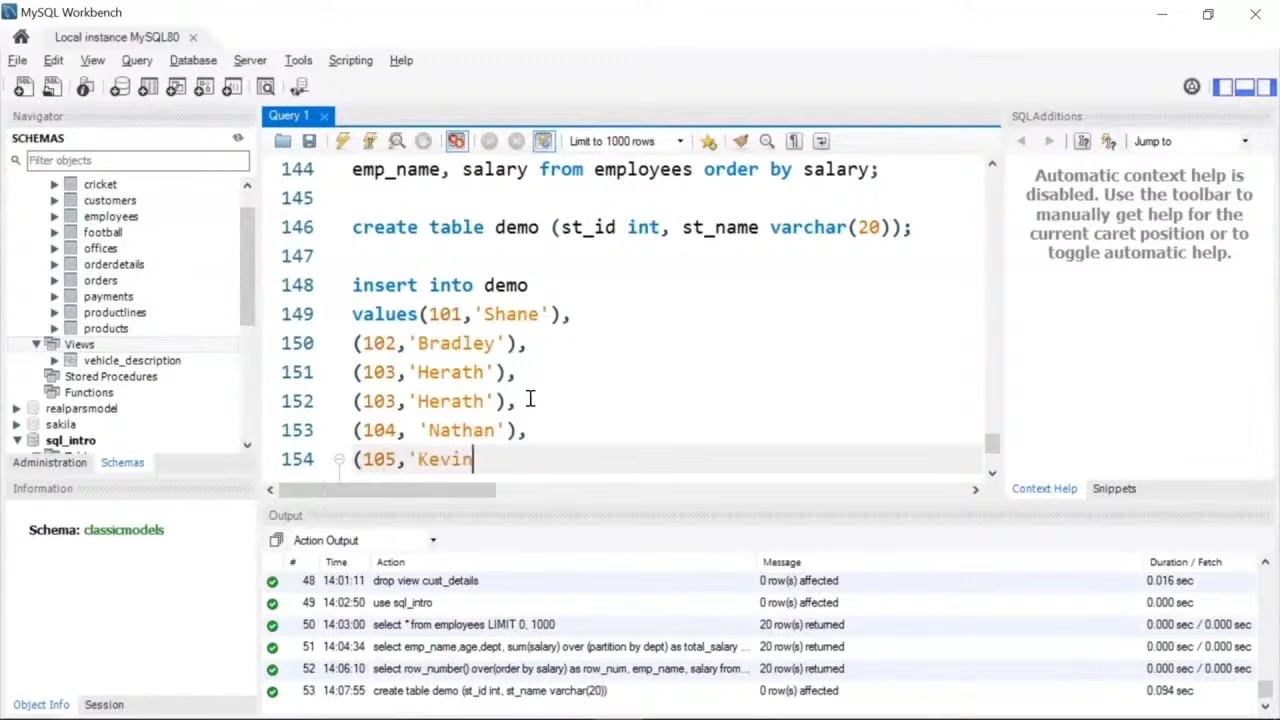 MySQL Workbench
Local instance MySQL80
File Edit View Query Database Server Tools Scripting Help
Navigator
SCHEMAS
Filter objects
cricket
customers
employees
football
offices
orderdetails
orders
payments
productlines
products
Views
vehicle_description
Stored Procedures
Functions
realparsmodel
sakila
sql_intro
Administration Schemas
Information
Schema: classicmodels
Object Info Session
Query 1
Limit to 1000 rows
144 emp_name, salary from employees order by salary;
145
146 create table demo (st_id int, st_name varchar(20));
147
148 insert into demo
149 values(101,'Shane'),
150 (102,'Bradley'),
151 (103,'Herath'),
152 (103,'Herath'),
153 (104, 'Nathan'),
154 (105,'Kevin
SQLAdditions
Jump to
Automatic context help is
disabled. Use the toolbar to
manually get help for the
current caret position or to
toggle automatic help.
Context Help Snippets
Output
Action Output
# Time Action Message Duration / Fetch
48 14:01:11 drop view cust_details 0 row(s) affected 0.016 sec
49 14:02:50 use sql_intro 0 row(s) affected 0.000 sec
50 14:03:00 select * from employees LIMIT 0, 1000 20 row(s) returned 0.000 sec / 0.000 sec
51 14:04:34 select emp_name,age,dept, sum(salary) over (partition by dept) as total_salary ... 20 row(s) returned 0.000 sec / 0.000 sec
52 14:06:10 select row_number() over(order by salary) as row_num, emp_name, salary from... 20 row(s) returned 0.000 sec / 0.000 sec
53 14:07:55 create table demo (st_id int, st_name varchar(20)) 0 row(s) affected 0.094 sec